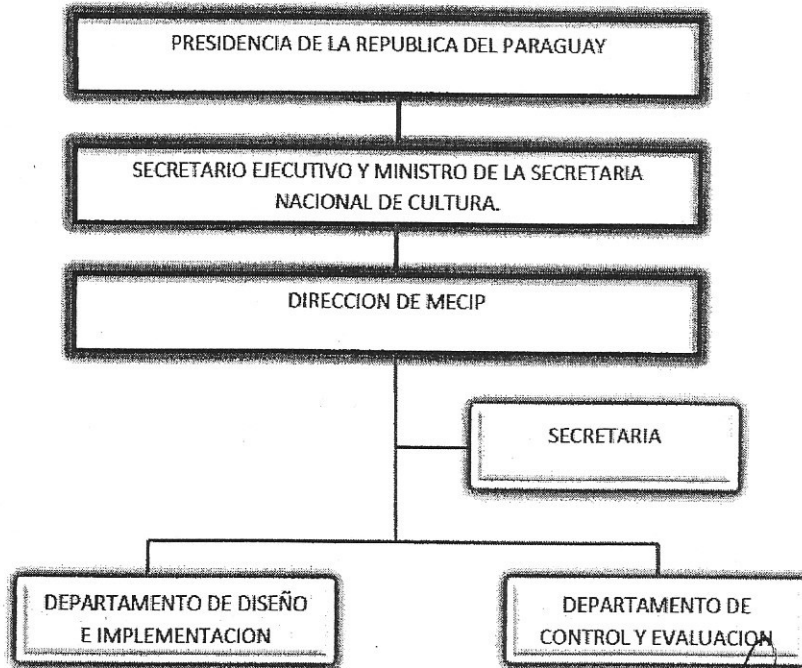 PRESIDENCIA DE LA REPUBLICA DEL PARAGUAY
SECRETARIO EJECUTIVO Y MINISTRO DE LA SECRETARIA
NACIONAL DE CULTURA.
DIRECCION DE MECIP
SECRETARIA
DEPARTAMENTO DE DISEÑO
E IMPLEMENTACION
DEPARTAMENTO DE
CONTROL Y EVALUACION